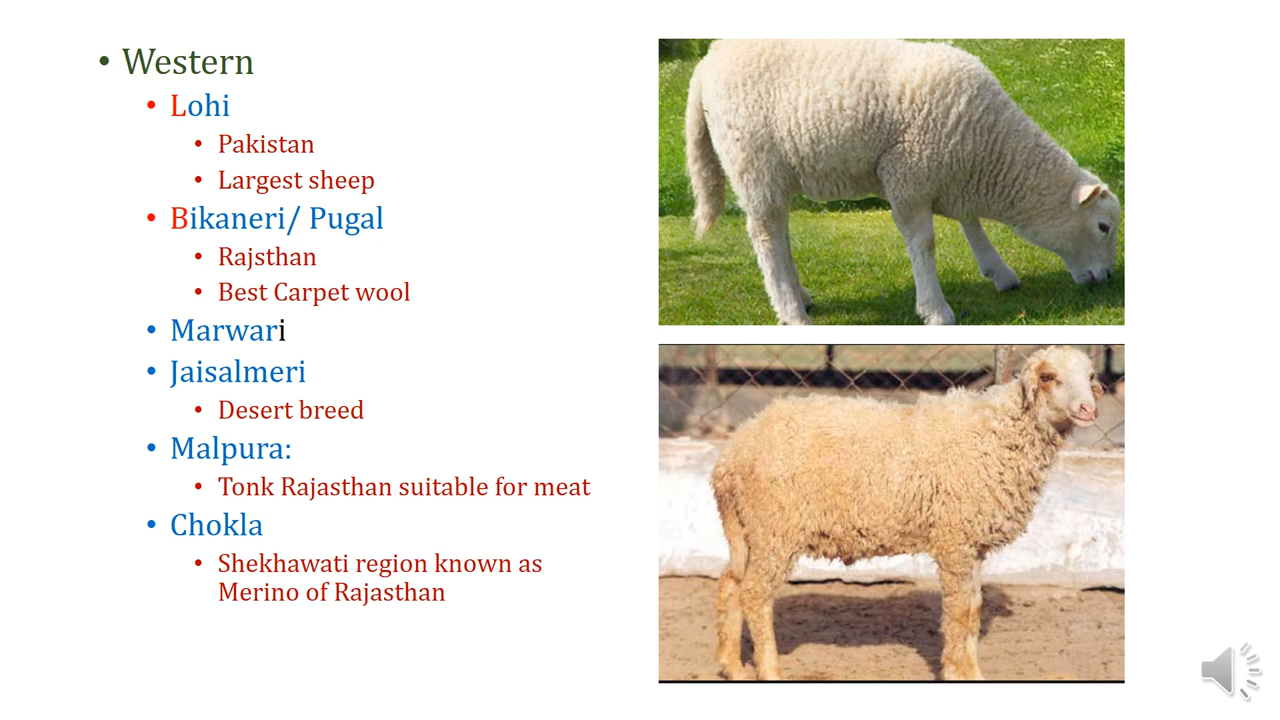 • Western
• Lohi
• Pakistan
• Largest sheep
• Bikaneri/ Pugal
• Rajsthan
• Best Carpet wool
• Marwari
• Jaisalmeri
• Desert breed
• Malpura:
• Tonk Rajasthan suitable for meat
• Chokla
• Shekhawati region known as
Merino of Rajasthan